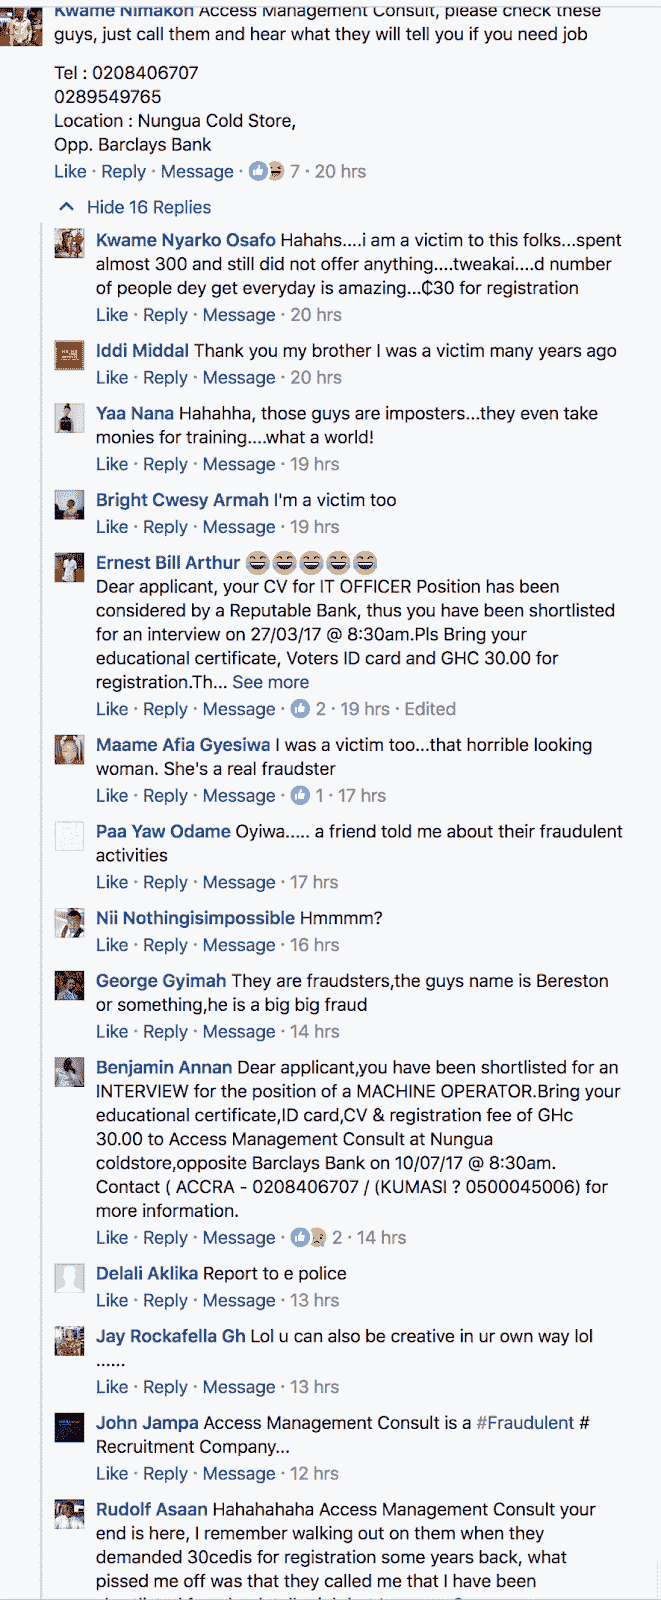 Kwame Nimakoh Access Management Consult, please check these
guys, just call them and hear what they will tell you if you need job
Tel : 0208406707
0289549765
Location : Nungua Cold Store,
Opp. Barclays Bank
Like · Reply · Message · 7 · 20 hrs
Hide 16 Replies
Kwame Nyarko Osafo Hahahs....i am a victim to this folks...spent
almost 300 and still did not offer anything....tweakai....d number
of people dey get everyday is amazing...₵30 for registration
Like · Reply · Message · 20 hrs
Iddi Middal Thank you my brother I was a victim many years ago
Like · Reply · Message · 20 hrs
Yaa Nana Hahahha, those guys are imposters...they even take
monies for training....what a world!
Like · Reply · Message · 19 hrs
Bright Cwesy Armah I'm a victim too
Like · Reply · Message · 19 hrs
Ernest Bill Arthur 😂😂😂😂😂
Dear applicant, your CV for IT OFFICER Position has been
considered by a Reputable Bank, thus you have been shortlisted
for an interview on 27/03/17 @ 8:30am.Pls Bring your
educational certificate, Voters ID card and GHC 30.00 for
registration.Th... See more
Like · Reply · Message · 2 · 19 hrs · Edited
Maame Afia Gyesiwa I was a victim too...that horrible looking
woman. She's a real fraudster
Like · Reply · Message · 1 · 17 hrs
Paa Yaw Odame Oyiwa..... a friend told me about their fraudulent
activities
Like · Reply · Message · 17 hrs
Nii Nothingisimpossible Hmmmm?
Like · Reply · Message · 16 hrs
George Gyimah They are fraudsters,the guys name is Bereston
or something,he is a big big fraud
Like · Reply · Message · 14 hrs
Benjamin Annan Dear applicant,you have been shortlisted for an
INTERVIEW for the position of a MACHINE OPERATOR.Bring your
educational certificate,ID card,CV & registration fee of GHc
30.00 to Access Management Consult at Nungua
coldstore,opposite Barclays Bank on 10/07/17 @ 8:30am.
Contact ( ACCRA - 0208406707 / (KUMASI ? 0500045006) for
more information.
Like · Reply · Message · 2 · 14 hrs
Delali Aklika Report to e police
Like · Reply · Message · 13 hrs
Jay Rockafella Gh Lol u can also be creative in ur own way lol
......
Like · Reply · Message · 13 hrs
John Jampa Access Management Consult is a #Fraudulent #
Recruitment Company...
Like · Reply · Message · 12 hrs
Rudolf Asaan Hahahahaha Access Management Consult your
end is here, I remember walking out on them when they
demanded 30cedis for registration some years back, what
pissed me off was that they called me that I have been